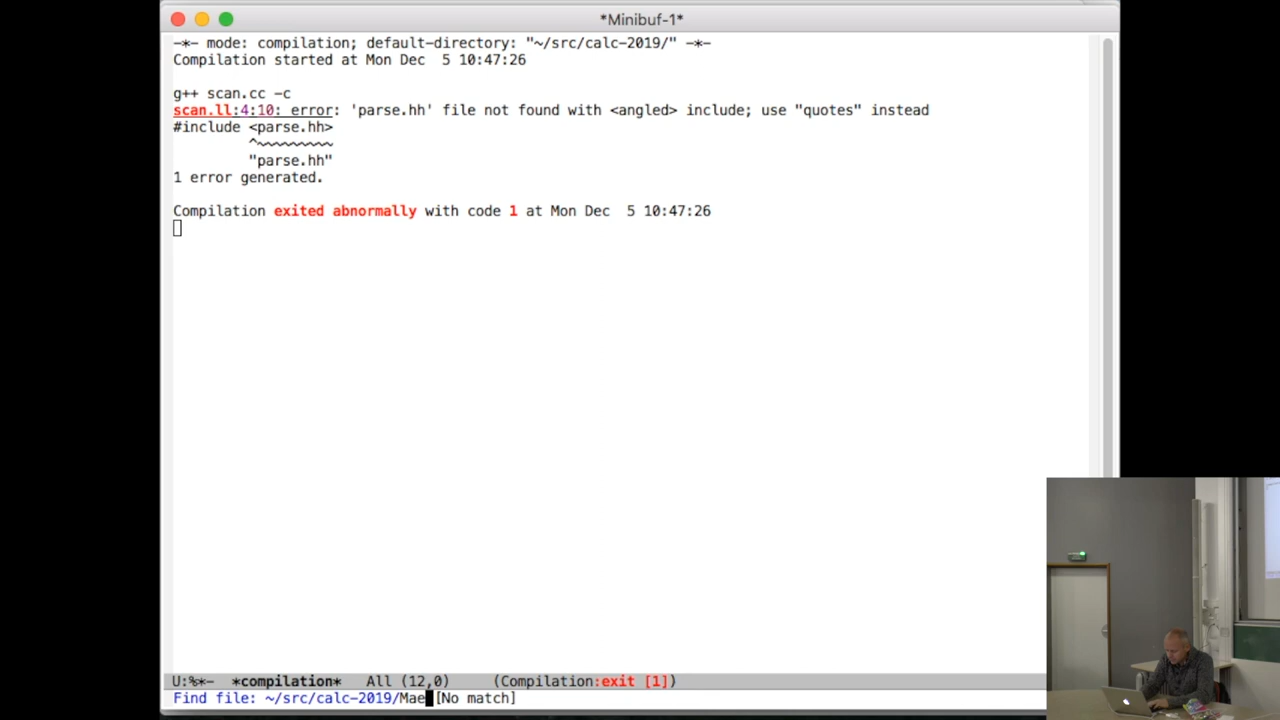 *Minibuf-1*
-*- mode: compilation; default-directory: "~/src/calc-2019/" -*-
Compilation started at Mon Dec  5 10:47:26
g++ scan.cc -c
scan.ll:4:10: error: 'parse.hh' file not found with <angled> include; use "quotes" instead
#include <parse.hh>
         ^~~~~~~~~~
         "parse.hh"
1 error generated.
Compilation exited abnormally with code 1 at Mon Dec  5 10:47:26
U:%*-  *compilation*   All (12,0)     (Compilation:exit [1])
Find file: ~/src/calc-2019/Mae [No match]